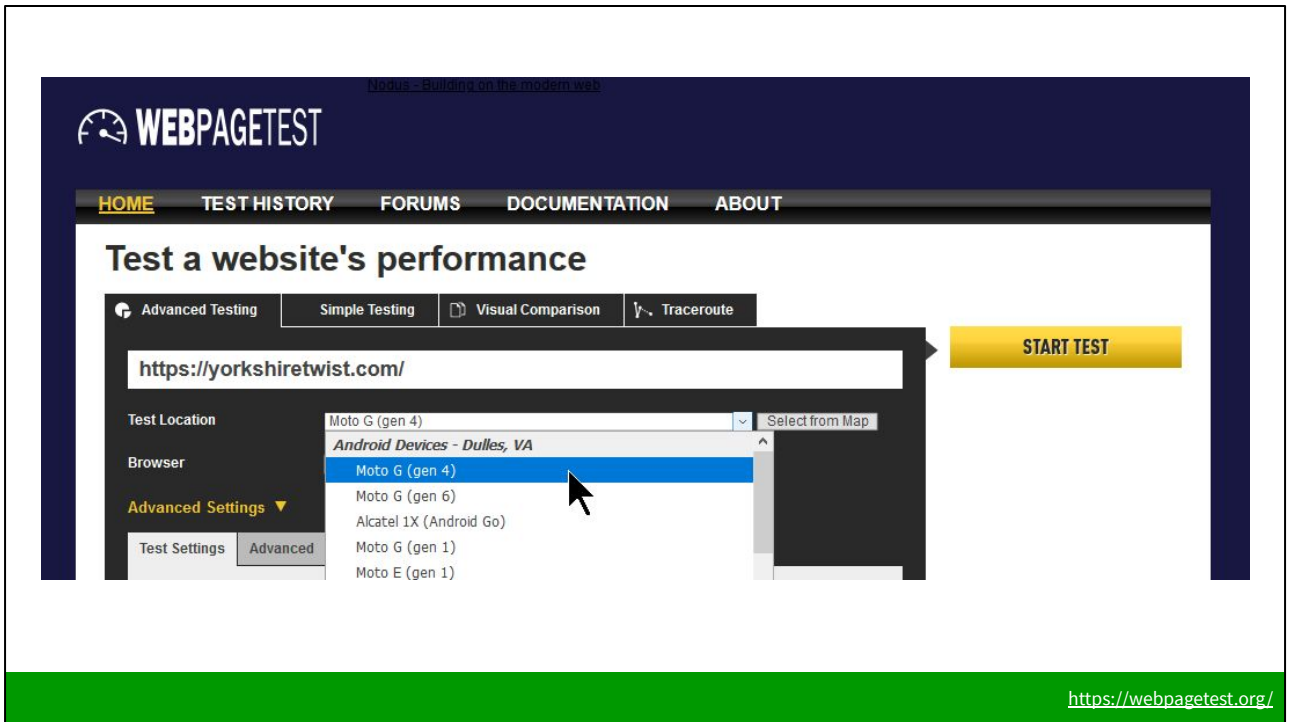 Nodus - Building on the modern web
WEBPAGETEST
HOME TEST HISTORY FORUMS DOCUMENTATION ABOUT
Test a website's performance
Advanced Testing Simple Testing Visual Comparison Traceroute
START TEST
https://yorkshiretwist.com/
Test Location Moto G (gen 4) Select from Map
Android Devices - Dulles, VA
Browser
Moto G (gen 4)
Moto G (gen 6)
Advanced Settings ▼
Alcatel 1X (Android Go)
Test Settings Advanced Moto G (gen 1)
Moto E (gen 1)
https://webpagetest.org/